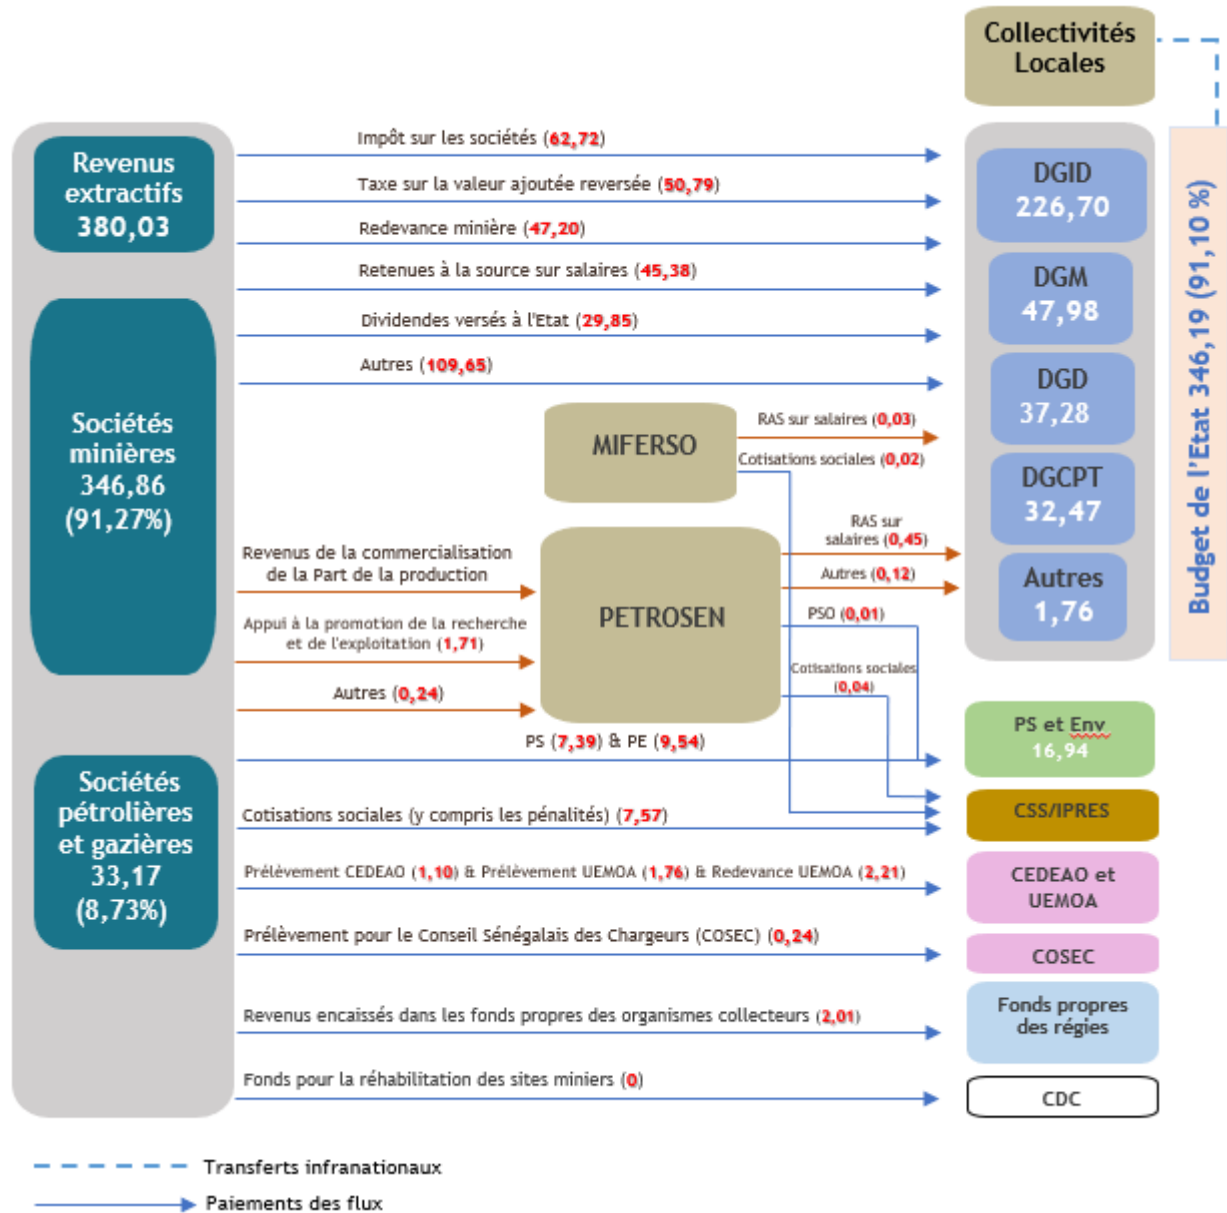 Collectivités
Locales
Revenus
extractifs
380,03
Sociétés
minières
346,86
(91,27%)
Sociétés
pétrolières
et gazières
33,17
(8,73%)
Impôt sur les sociétés (62,72)
Taxe sur la valeur ajoutée reversée (50,79)
Redevance minière (47,20)
Retenues à la source sur salaires (45,38)
Dividendes versés à l'Etat (29,85)
Autres (109,65)
MIFERSO
RAS sur salaires (0,03)
Cotisations sociales (0,02)
Revenus de la commercialisation
de la Part de la production
Appui à la promotion de la recherche
et de l'exploitation (1,71)
Autres (0,24)
PETROSEN
RAS sur
salaires (0,45)
Autres (0,12)
PSO (0,01)
Cotisations sociales
(0,04)
PS (7,39) & PE (9,54)
Cotisations sociales (y compris les pénalités) (7,57)
Prélèvement CEDEAO (1,10) & Prélèvement UEMOA (1,76) & Redevance UEMOA (2,21)
Prélèvement pour le Conseil Sénégalais des Chargeurs (COSEC) (0,24)
Revenus encaissés dans les fonds propres des organismes collecteurs (2,01)
Fonds pour la réhabilitation des sites miniers (0)
DGID
226,70
DGM
47,98
DGD
37,28
DGCPT
32,47
Autres
1,76
Budget de l'Etat 346,19 (91,10 %)
PS et Env
16,94
CSS/IPRES
CEDEAO et
UEMOA
COSEC
Fonds propres
des régies
CDC
Transferts infranationaux
Paiements des flux